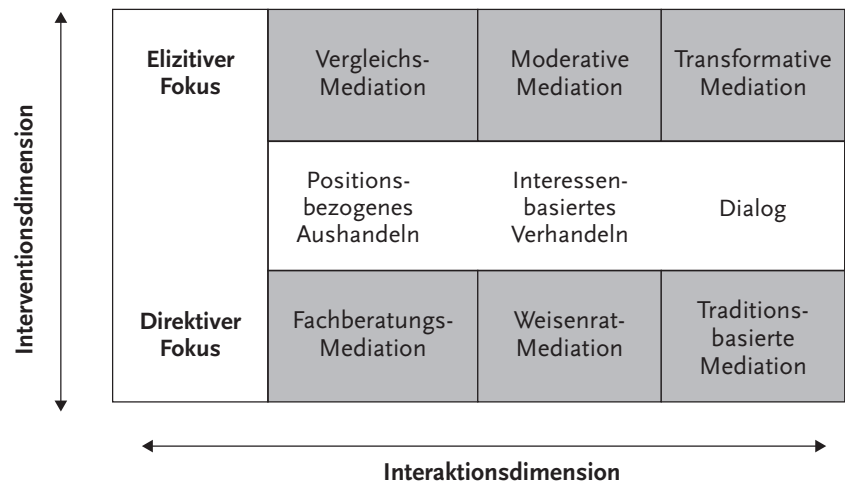 Interventionsdimension
Elizitiver
Fokus
Vergleichs-
Mediation
Moderative
Mediation
Transformative
Mediation
Positions-
bezogenes
Aushandeln
Interessen-
basiertes
Verhandeln
Dialog
Direktiver
Fokus
Fachberatungs-
Mediation
Weisenrat-
Mediation
Traditions-
basierte
Mediation
Interaktionsdimension